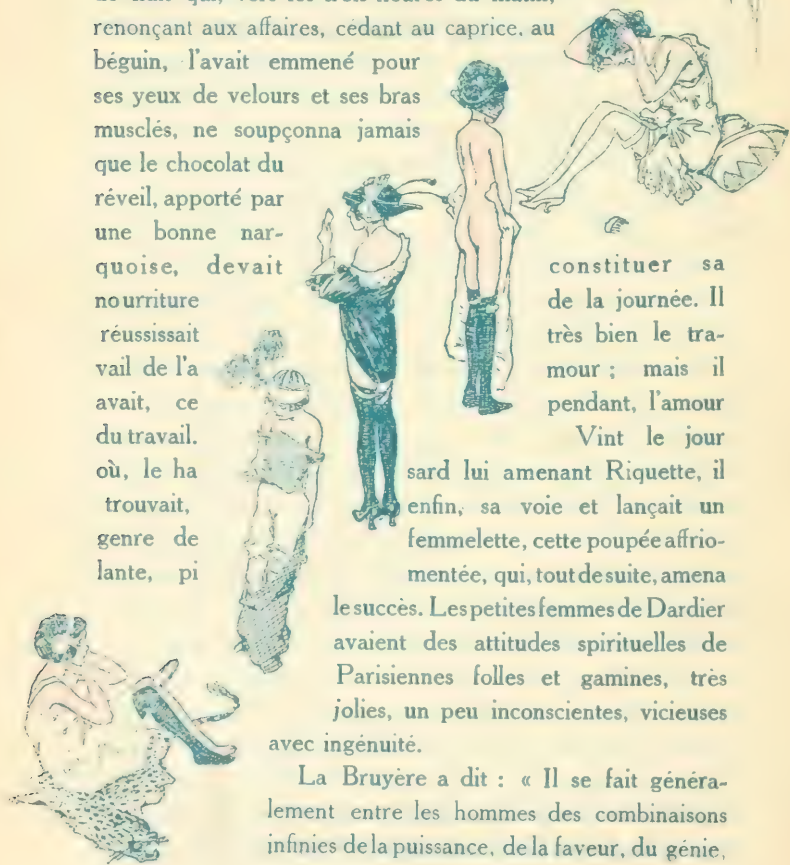 qui, vers les trois heures du matin,
renonçant aux affaires, cédant au caprice, au
béguin, l'avait emmené pour
ses yeux de velours et ses bras
musclés, ne soupçonna jamais
que le chocolat du
réveil, apporté par
une bonne nar-
quoise, devait constituer sa
nourriture de la journée. Il
réussissait très bien le tra-
vail de l'a mour ; mais il
avait, ce pendant, l'amour
du travail. Vint le jour
où, le ha sard lui amenant Riquette, il
trouvait, enfin, sa voie et lançait un
genre de femmelette, cette poupée affrio-
lante, pi mentée, qui, tout de suite, amena
le succès. Les petites femmes de Dardier
avaient des attitudes spirituelles de
Parisiennes folles et gamines, très
jolies, un peu inconscientes, vicieuses
avec ingénuité.
La Bruyère a dit : « Il se fait généra-
lement entre les hommes des combinaisons
infinies de la puissance, de la faveur, du génie,